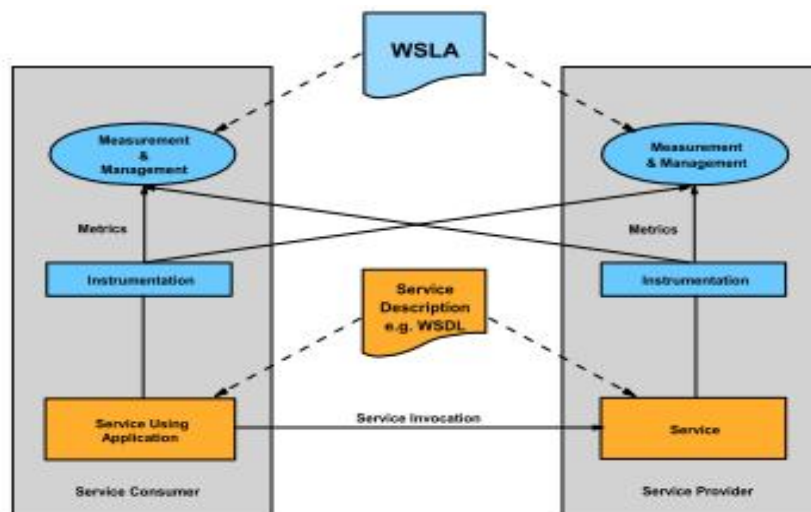 WSLA
Measurement
&
Management
Measurement
& Management
Metrics
Metrics
Instrumentation
Instrumentation
Service
Description
e.g. WSDL
Service Using
Application
Service Invocation
Service
Service Consumer
Service Provider